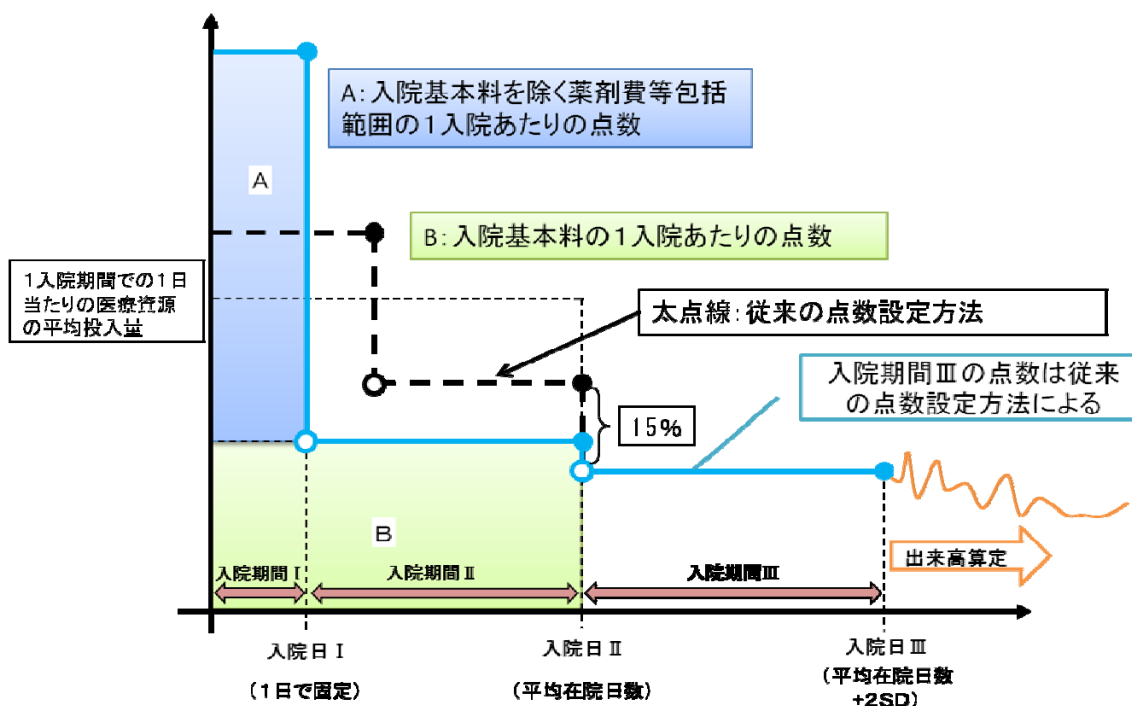 A:入院基本料を除く薬剤費等包括
範囲の1入院あたりの点数
A
B:入院基本料の1入院あたりの点数
1入院期間での1日
当たりの医療資源
の平均投入量
太点線:従来の点数設定方法
入院期間Ⅲの点数は従来
の点数設定方法による
15%
B
入院期間Ⅰ
入院期間Ⅱ
入院期間Ⅲ
出来高算定
入院日Ⅰ
(1日で固定)
入院日Ⅱ
(平均在院日数)
入院日Ⅲ
(平均在院日数
+2SD)